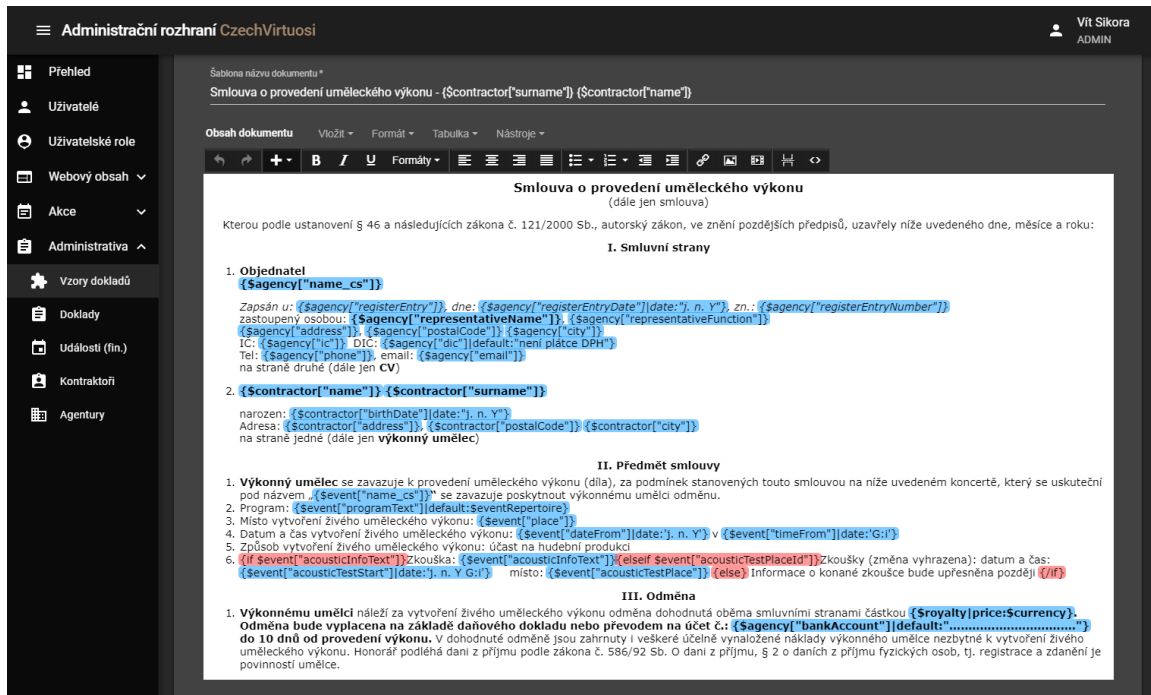 Administrační rozhraní CzechVirtuosi
Vít Sikora
ADMIN
Přehled
Uživatelé
Uživatelské role
Webový obsah
Akce
Administrativa
Vzory dokladů
Doklady
Události (fin.)
Kontraktoři
Agentury
Šablona názvu dokumentu *
Smlouva o provedení uměleckého výkonu - {$contractor["surname"]} {$contractor["name"]}
Obsah dokumentu Vložit Formát Tabulka Nástroje
B I U Formáty
Smlouva o provedení uměleckého výkonu
(dále jen smlouva)
Kterou podle ustanovení § 46 a následujících zákona č. 121/2000 Sb., autorský zákon, ve znění pozdějších předpisů, uzavřely níže uvedeného dne, měsíce a roku:
I. Smluvní strany
1. Objednatel
{$agency["name_cs"]}
Zapsán u: {$agency["registerEntry"]}, dne: {$agency["registerEntryDate"]|date:"j. n. Y"}, zn.: {$agency["registerEntryNumber"]}
zastoupený osobou: {$agency["representativeName"]}, {$agency["representativeFunction"]}
{$agency["address"]}, {$agency["postalCode"]} {$agency["city"]}
IČ: {$agency["ic"]} DIČ: {$agency["dic"]|default:"není plátce DPH"}
Tel: {$agency["phone"]}, email: {$agency["email"]}
na straně druhé (dále jen CV)
2. {$contractor["name"]} {$contractor["surname"]}
narozen: {$contractor["birthDate"]|date:"j. n. Y"}
Adresa: {$contractor["address"]}, {$contractor["postalCode"]} {$contractor["city"]}
na straně jedné (dále jen výkonný umělec)
II. Předmět smlouvy
1. Výkonný umělec se zavazuje k provedení uměleckého výkonu (díla), za podmínek stanovených touto smlouvou na níže uvedeném koncertě, který se uskuteční
pod názvem „{$event["name_cs"]}“ se zavazuje poskytnout výkonnému umělci odměnu.
2. Program: {$event["programText"]|default:$eventRepertoire}
3. Místo vytvoření živého uměleckého výkonu: {$event["place"]}
4. Datum a čas vytvoření živého uměleckého výkonu: {$event["dateFrom"]|date:'j. n. Y'} v {$event["timeFrom"]|date:'G:i'}
5. Způsob vytvoření živého uměleckého výkonu: účast na hudební produkci
6. {if $event["acousticInfoText"]}Zkouška: {$event["acousticInfoText"]}{elseif $event["acousticTestPlaceId"]}Zkoušky (změna vyhrazena): datum a čas:
{$event["acousticTestStart"]|date:'j. n. Y G:i'} místo: {$event["acousticTestPlace"]} {else} Informace o konané zkoušce bude upřesněna později {/if}
III. Odměna
1. Výkonnému umělci náleží za vytvoření živého uměleckého výkonu odměna dohodnutá oběma smluvními stranami částkou {$royalty|price:$currency}.
Odměna bude vyplacena na základě daňového dokladu nebo převodem na účet č.: {$agency["bankAccount"]|default:"................................"}
do 10 dnů od provedení výkonu. V dohodnuté odměně jsou zahrnuty i veškeré účelně vynaložené náklady výkonného umělce nezbytné k vytvoření živého
uměleckého výkonu. Honorář podléhá dani z příjmu podle zákona č. 586/92 Sb. O dani z příjmu, § 2 o daních z příjmu fyzických osob, tj. registrace a zdanění je
povinností umělce.